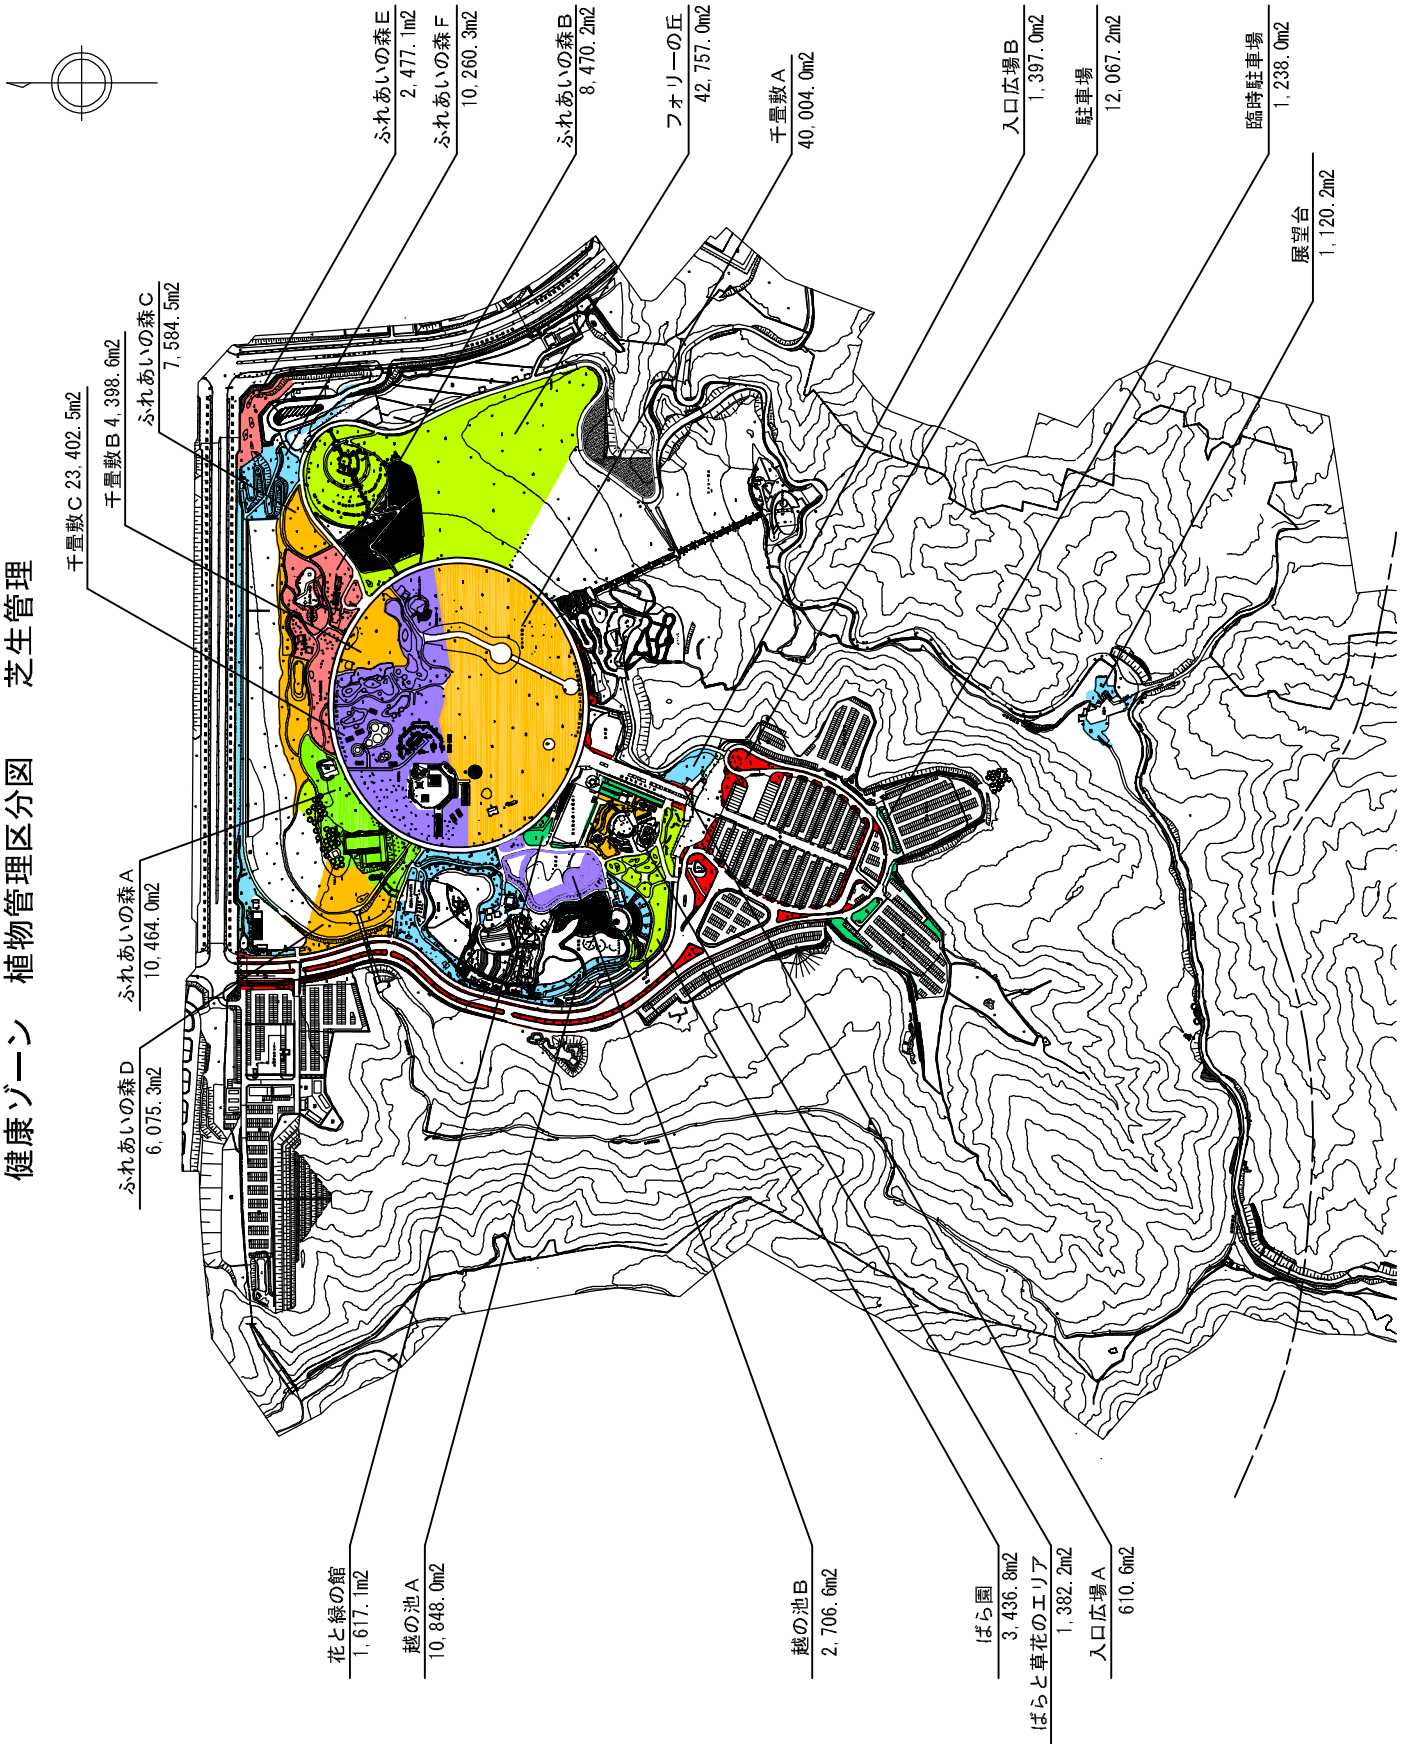 健康ゾーン　植物管理区分図　　芝生管理
ふれあいの森D
6,075.3m2
ふれあいの森A
10,464.0m2
千畳敷C 23,402.5m2
千畳敷B 4,398.6m2
ふれあいの森C
7,584.5m2
ふれあいの森E
2,477.1m2
ふれあいの森F
10,260.3m2
ふれあいの森B
8,470.2m2
フォリーの丘
42,757.0m2
千畳敷A
40,004.0m2
入口広場B
1,397.0m2
駐車場
12,067.2m2
臨時駐車場
1,238.0m2
展望台
1,120.2m2
花と緑の館
1,617.1m2
越の池A
10,848.0m2
越の池B
2,706.6m2
ばら園
3,436.8m2
ばらと草花のエリア
1,382.2m2
入口広場A
610.6m2